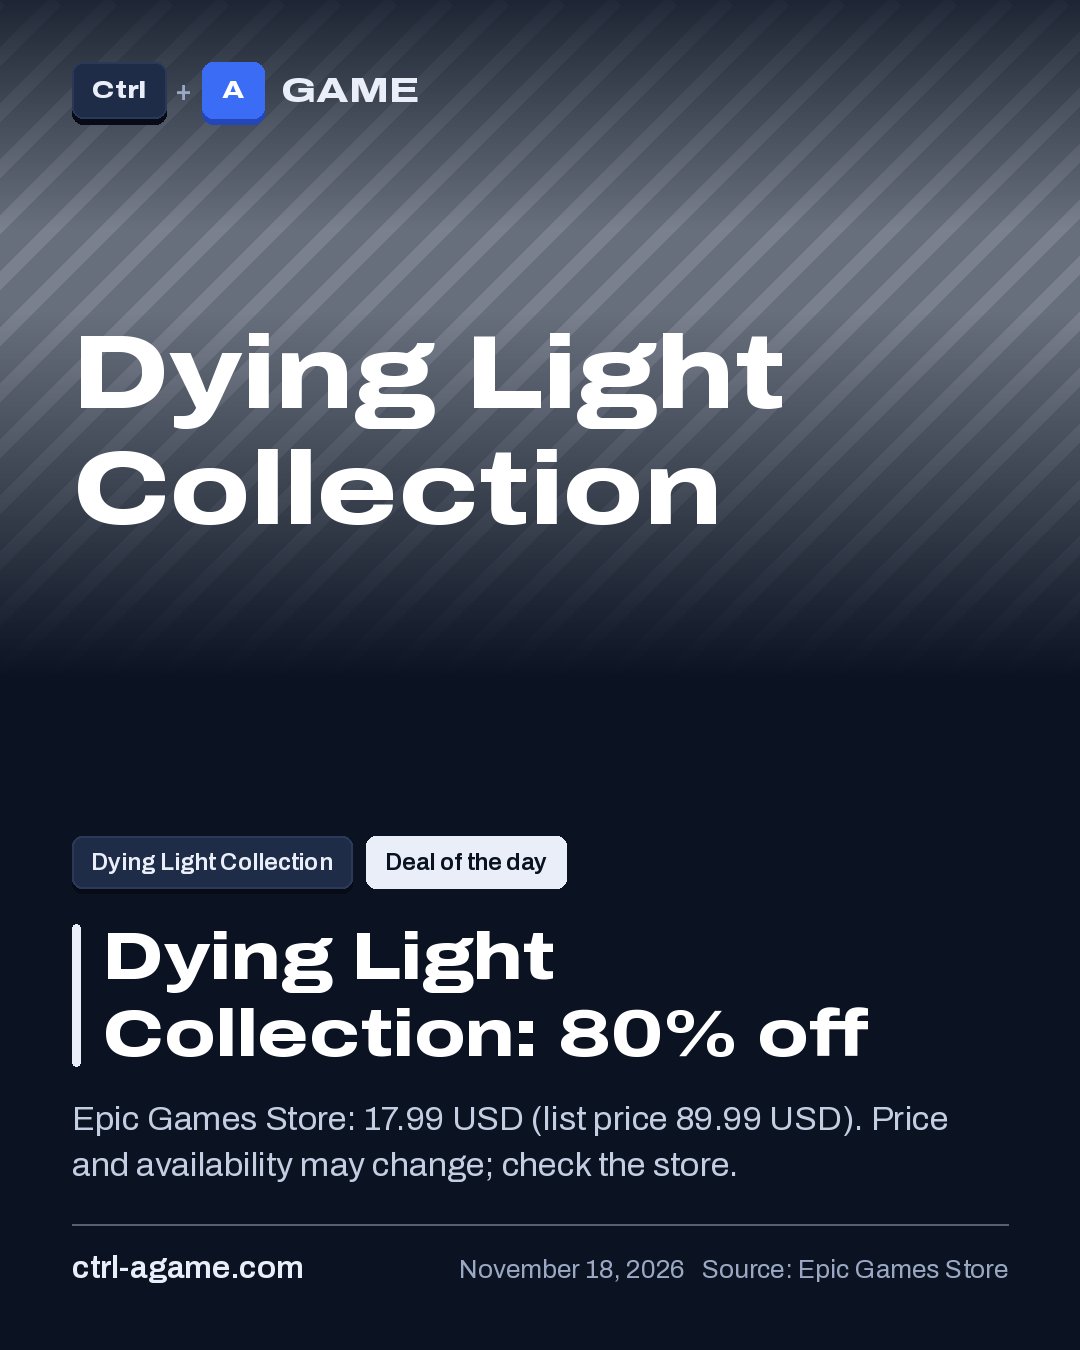 Ctrl + A GAME
Dying Light
Collection
Dying Light Collection
Deal of the day
Dying Light
Collection: 80% off
Epic Games Store: 17.99 USD (list price 89.99 USD). Price
and availability may change; check the store.
ctrl-agame.com
November 18, 2026 Source: Epic Games Store